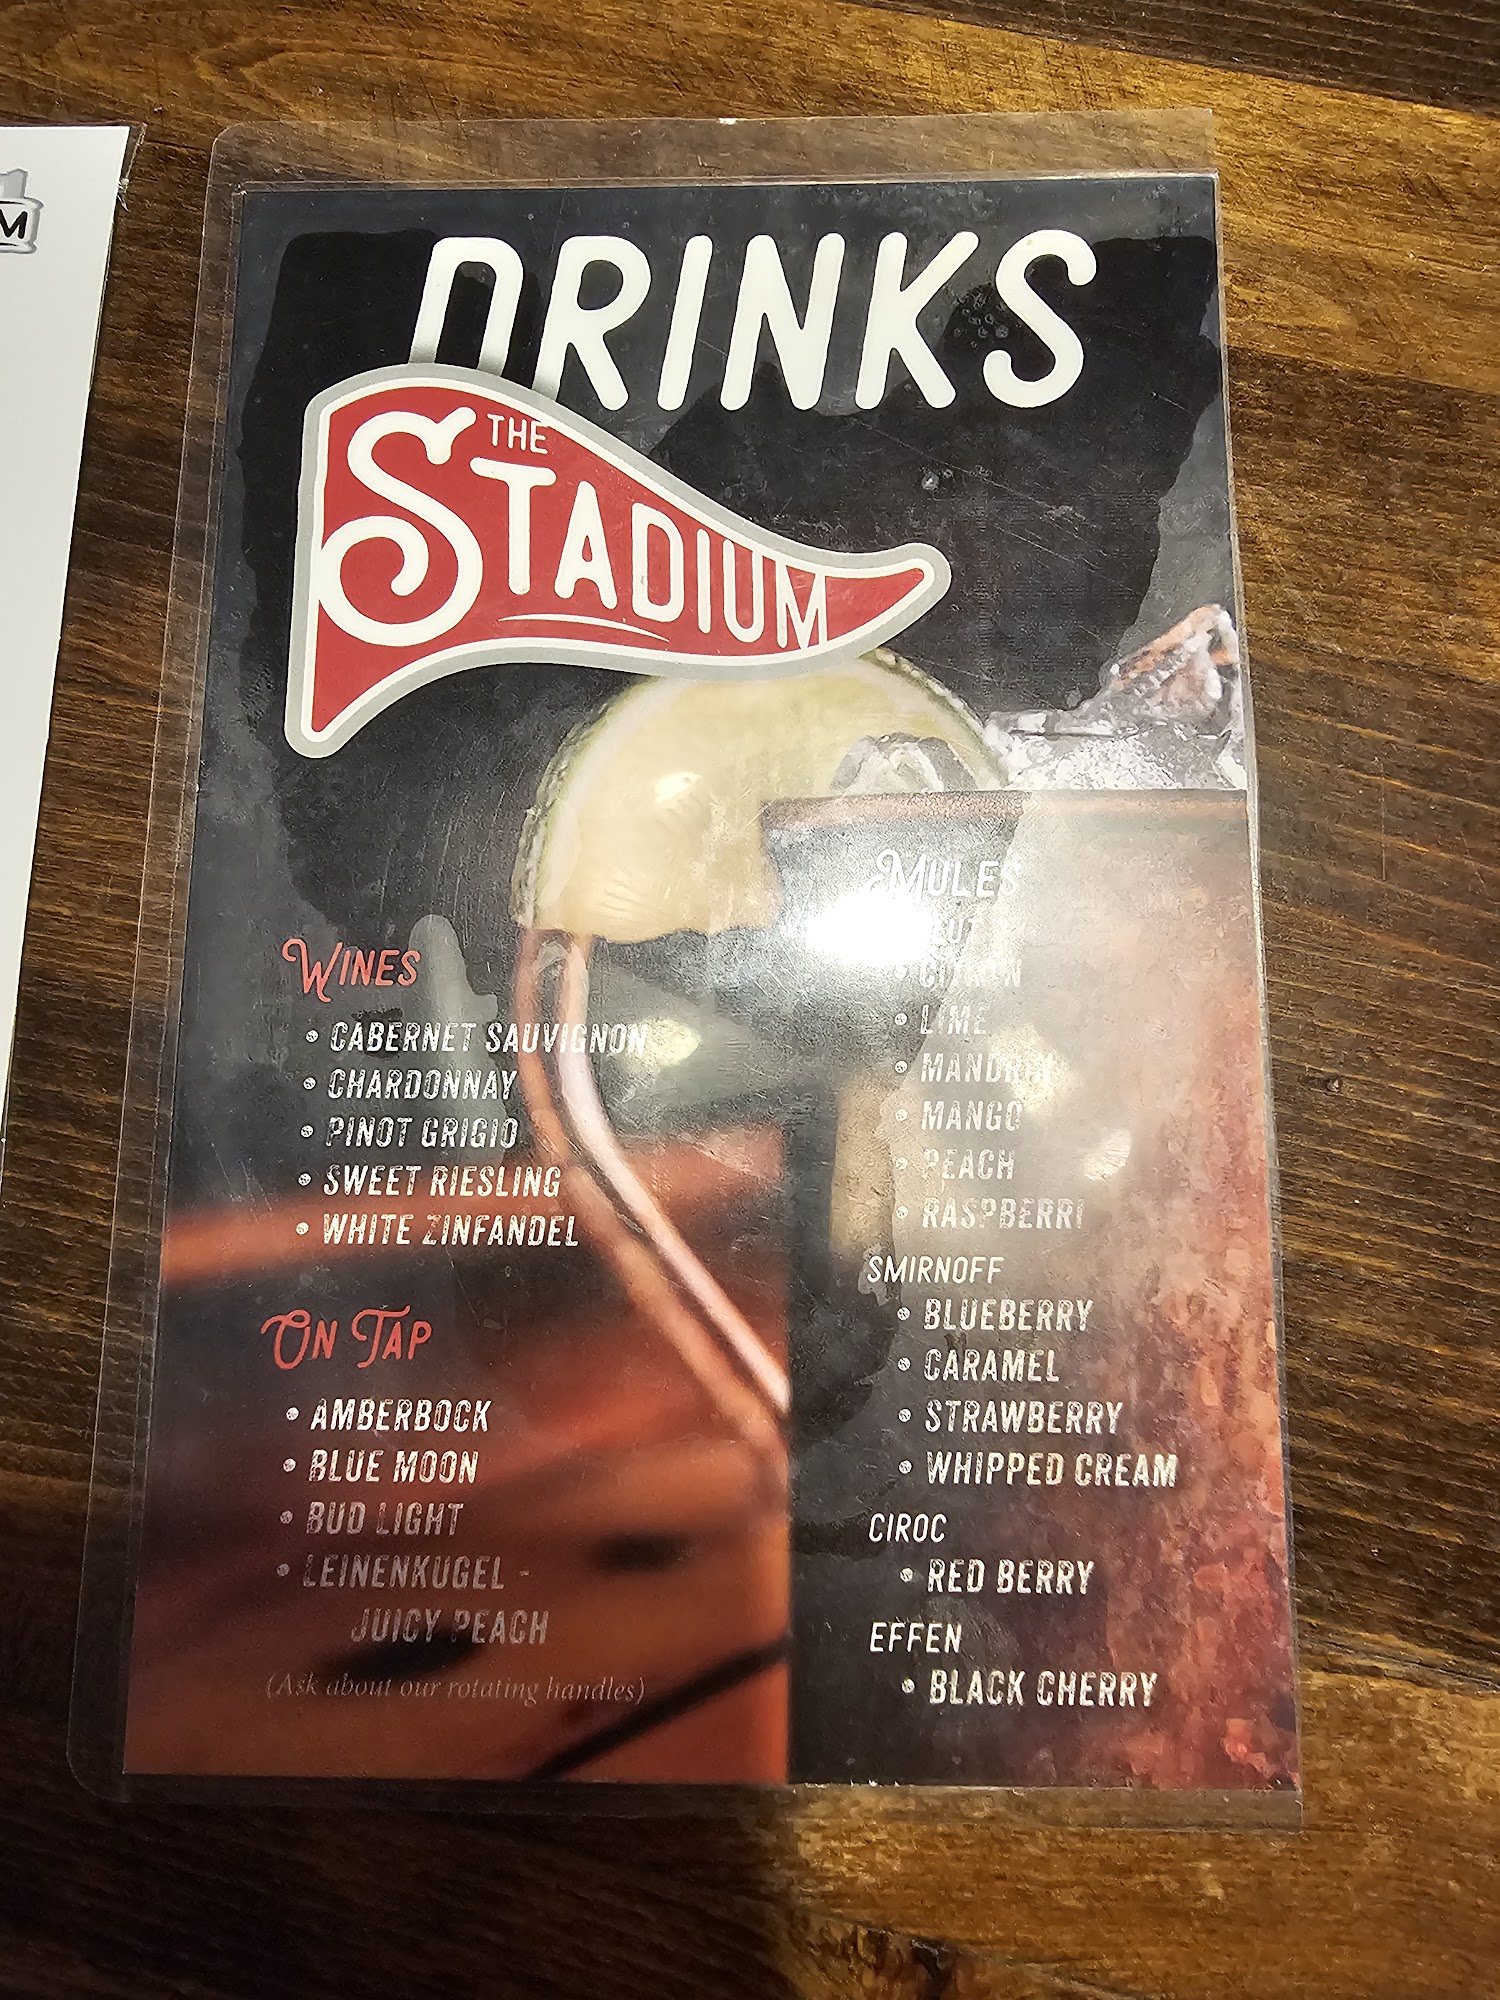 M
DRINKS
THE
STADIUM
WINES
• CABERNET SAUVIGNON
• CHARDONNAY
• PINOT GRIGIO
• SWEET RIESLING
• WHITE ZINFANDEL
ON TAP
• AMBERBOCK
• BLUE MOON
• BUD LIGHT
• LEINENKUGEL -
JUICY PEACH
(Ask about our rotating handles)
MULES
• CITRON
• LIME
• MANDRIN
• MANGO
• PEACH
• RASPBERRI
SMIRNOFF
• BLUEBERRY
• CARAMEL
• STRAWBERRY
• WHIPPED CREAM
CIROC
• RED BERRY
EFFEN
• BLACK CHERRY